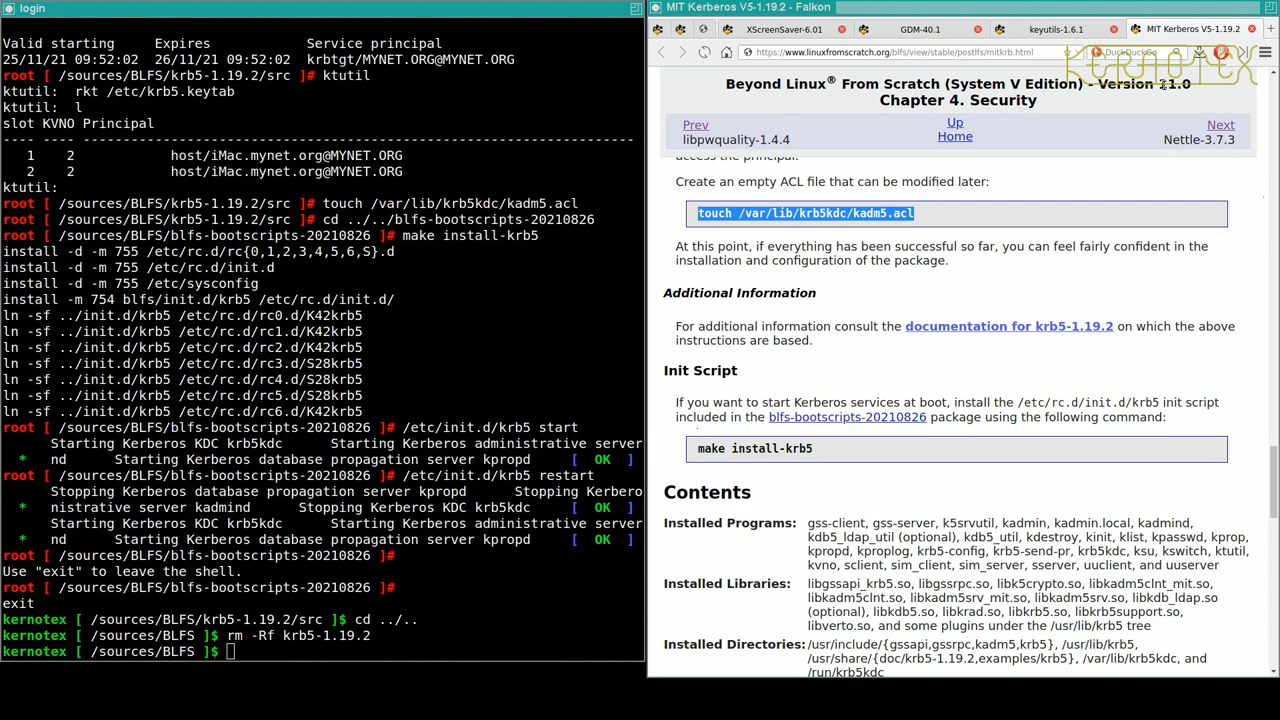 login
Valid starting     Expires            Service principal
25/11/21 09:52:02  26/11/21 09:52:02  krbtgt/MYNET.ORG@MYNET.ORG
root [ /sources/BLFS/krb5-1.19.2/src ]# ktutil
ktutil:  rkt /etc/krb5.keytab
ktutil:  l
slot KVNO Principal
---- ---- ---------------------------------------------------------------------
   1    2         host/iMac.mynet.org@MYNET.ORG
   2    2         host/iMac.mynet.org@MYNET.ORG
ktutil:
root [ /sources/BLFS/krb5-1.19.2/src ]# touch /var/lib/krb5kdc/kadm5.acl
root [ /sources/BLFS/krb5-1.19.2/src ]# cd ../../blfs-bootscripts-20210826
root [ /sources/BLFS/blfs-bootscripts-20210826 ]# make install-krb5
install -d -m 755 /etc/rc.d/rc{0,1,2,3,4,5,6,S}.d
install -d -m 755 /etc/rc.d/init.d
install -d -m 755 /etc/sysconfig
install -m 754 blfs/init.d/krb5 /etc/rc.d/init.d/
ln -sf ../init.d/krb5 /etc/rc.d/rc0.d/K42krb5
ln -sf ../init.d/krb5 /etc/rc.d/rc1.d/K42krb5
ln -sf ../init.d/krb5 /etc/rc.d/rc2.d/K42krb5
ln -sf ../init.d/krb5 /etc/rc.d/rc3.d/S28krb5
ln -sf ../init.d/krb5 /etc/rc.d/rc4.d/S28krb5
ln -sf ../init.d/krb5 /etc/rc.d/rc5.d/S28krb5
ln -sf ../init.d/krb5 /etc/rc.d/rc6.d/K42krb5
root [ /sources/BLFS/blfs-bootscripts-20210826 ]# /etc/init.d/krb5 start
      Starting Kerberos KDC krb5kdc      Starting Kerberos administrative server
 *   nd      Starting Kerberos database propagation server kpropd     [  OK  ]
root [ /sources/BLFS/blfs-bootscripts-20210826 ]# /etc/init.d/krb5 restart
      Stopping Kerberos database propagation server kpropd      Stopping Kerbero
 *   nistrative server kadmind      Stopping Kerberos KDC krb5kdc     [  OK  ]
      Starting Kerberos KDC krb5kdc      Starting Kerberos administrative server
 *   nd      Starting Kerberos database propagation server kpropd     [  OK  ]
root [ /sources/BLFS/blfs-bootscripts-20210826 ]#
Use "exit" to leave the shell.
root [ /sources/BLFS/blfs-bootscripts-20210826 ]#
exit
kernotex [ /sources/BLFS/krb5-1.19.2/src ]$ cd ../..
kernotex [ /sources/BLFS ]$ rm -Rf krb5-1.19.2
kernotex [ /sources/BLFS ]$
MIT Kerberos V5-1.19.2 - Falkon
XScreenSaver-6.01 GDM-40.1 keyutils-1.6.1 MIT Kerberos V5-1.19.2
https://www.linuxfromscratch.org/blfs/view/stable/postlfs/mitkrb.html DuckDuckGo
KERNOTEX
Beyond Linux® From Scratch (System V Edition) - Version 11.0
Chapter 4. Security
Prev Up Next
libpwquality-1.4.4 Home Nettle-3.7.3
access the principal.
Create an empty ACL file that can be modified later:
touch /var/lib/krb5kdc/kadm5.acl
At this point, if everything has been successful so far, you can feel fairly confident in the
installation and configuration of the package.
Additional Information
For additional information consult the documentation for krb5-1.19.2 on which the above
instructions are based.
Init Script
If you want to start Kerberos services at boot, install the /etc/rc.d/init.d/krb5 init script
included in the blfs-bootscripts-20210826 package using the following command:
make install-krb5
Contents
Installed Programs: gss-client, gss-server, k5srvutil, kadmin, kadmin.local, kadmind,
kdb5_ldap_util (optional), kdb5_util, kdestroy, kinit, klist, kpasswd, kprop,
kpropd, kproplog, krb5-config, krb5-send-pr, krb5kdc, ksu, kswitch, ktutil,
kvno, sclient, sim_client, sim_server, sserver, uuclient, and uuserver
Installed Libraries: libgssapi_krb5.so, libgssrpc.so, libk5crypto.so, libkadm5clnt_mit.so,
libkadm5clnt.so, libkadm5srv_mit.so, libkadm5srv.so, libkdb_ldap.so
(optional), libkdb5.so, libkrad.so, libkrb5.so, libkrb5support.so,
libverto.so, and some plugins under the /usr/lib/krb5 tree
Installed Directories: /usr/include/{gssapi,gssrpc,kadm5,krb5}, /usr/lib/krb5,
/usr/share/{doc/krb5-1.19.2,examples/krb5}, /var/lib/krb5kdc, and
/run/krb5kdc